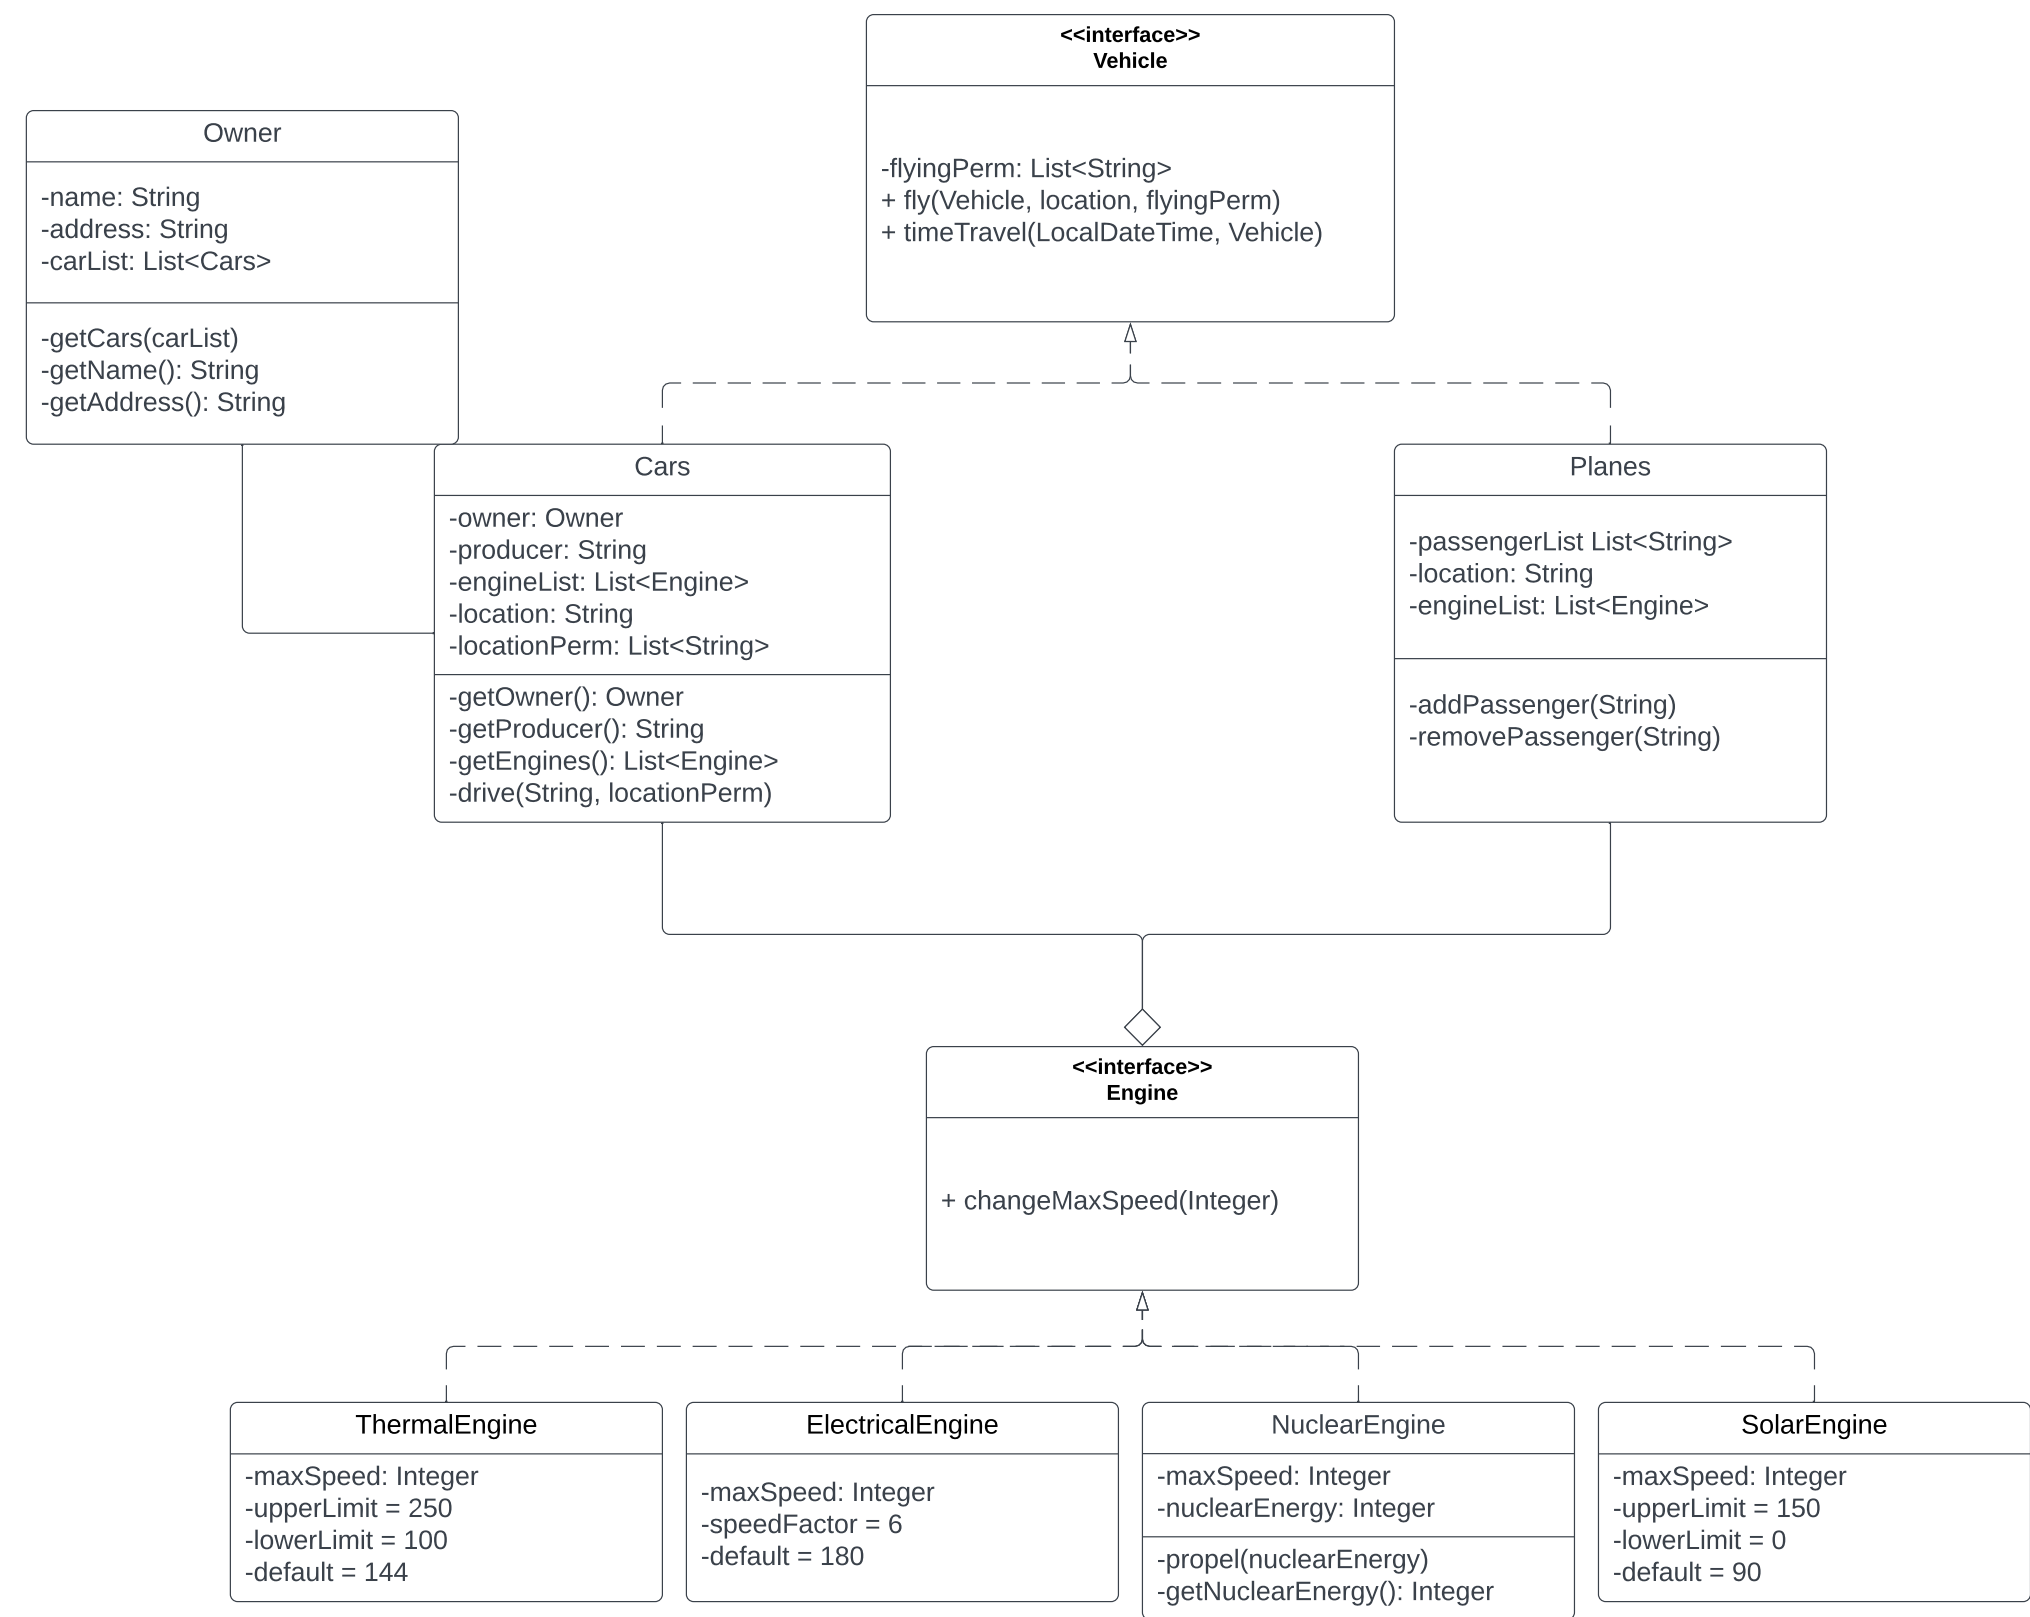 <<interface>>
Vehicle
-flyingPerm: List<String>
+ fly(Vehicle, location, flyingPerm)
+ timeTravel(LocalDateTime, Vehicle)
Owner
-name: String
-address: String
-carList: List<Cars>
-getCars(carList)
-getName(): String
-getAddress(): String
Cars
-owner: Owner
-producer: String
-engineList: List<Engine>
-location: String
-locationPerm: List<String>
-getOwner(): Owner
-getProducer(): String
-getEngines(): List<Engine>
-drive(String, locationPerm)
Planes
-passengerList List<String>
-location: String
-engineList: List<Engine>
-addPassenger(String)
-removePassenger(String)
<<interface>>
Engine
+ changeMaxSpeed(Integer)
ThermalEngine
-maxSpeed: Integer
-upperLimit = 250
-lowerLimit = 100
-default = 144
ElectricalEngine
-maxSpeed: Integer
-speedFactor = 6
-default = 180
NuclearEngine
-maxSpeed: Integer
-nuclearEnergy: Integer
-propel(nuclearEnergy)
-getNuclearEnergy(): Integer
SolarEngine
-maxSpeed: Integer
-upperLimit = 150
-lowerLimit = 0
-default = 90